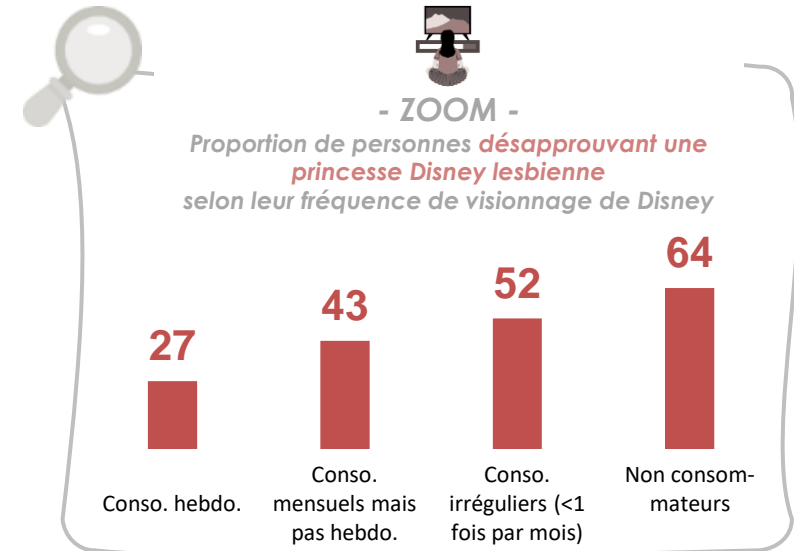 - ZOOM -
Proportion de personnes désapprouvant une
princesse Disney lesbienne
selon leur fréquence de visionnage de Disney
27
43
52
64
Conso. hebdo.
Conso.
mensuels mais
pas hebdo.
Conso.
irréguliers (<1
fois par mois)
Non consom-
mateurs